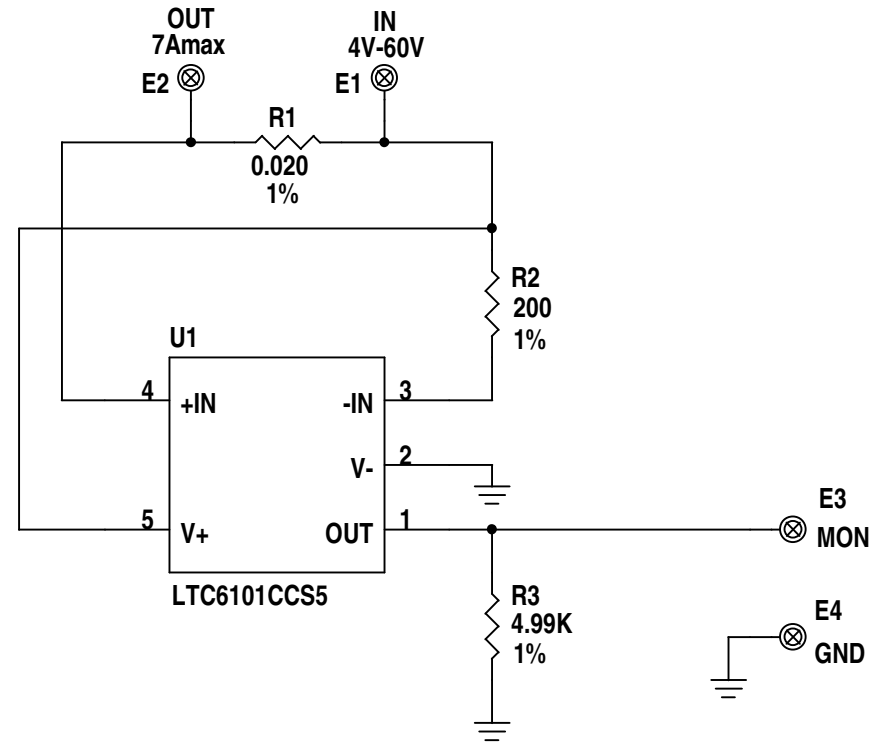 OUT
7Amax
IN
4V-60V
E2
E1
R1
0.020
1%
R2
200
1%
U1
4
+IN
-IN
3
V-
2
5
V+
OUT
1
LTC6101CCS5
R3
4.99K
1%
E3
MON
E4
GND